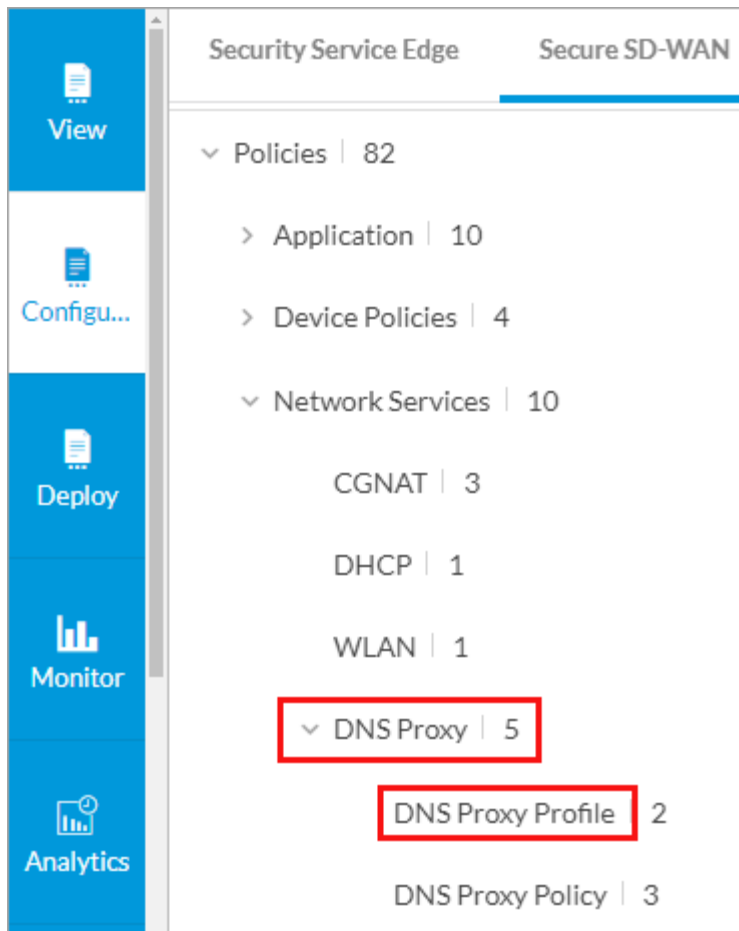 Security Service Edge Secure SD-WAN
View
Policies 82
Application 10
Configu...
Device Policies 4
Network Services 10
Deploy
CGNAT 3
DHCP 1
WLAN 1
Monitor
DNS Proxy 5
DNS Proxy Profile 2
Analytics
DNS Proxy Policy 3